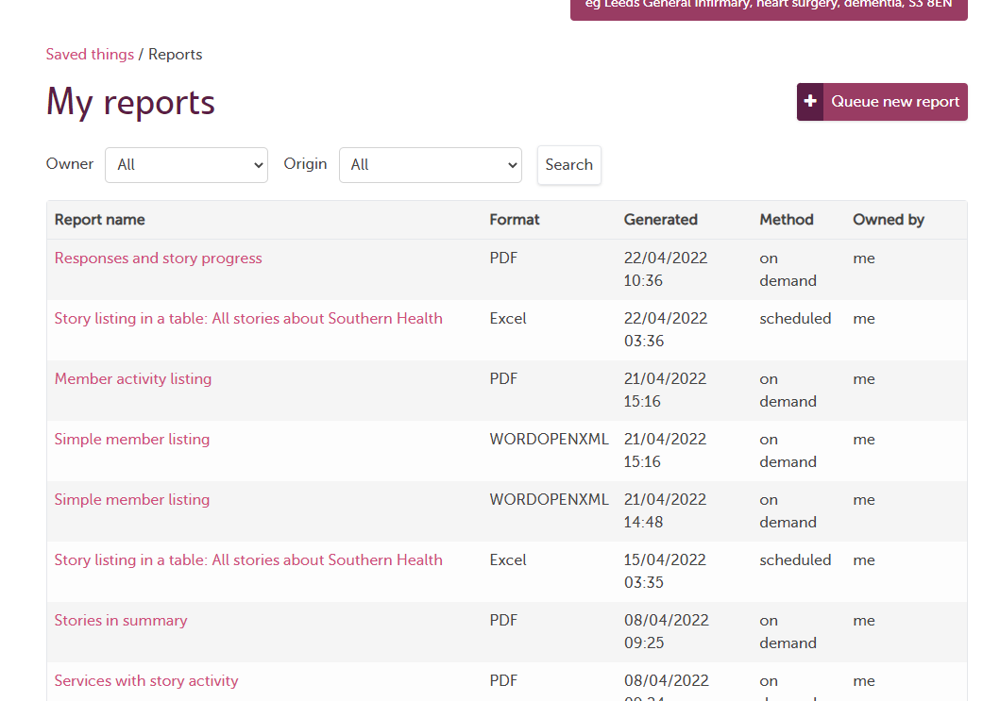 eg Leeds General Infirmary, heart surgery, dementia, S3 8EN
Saved things / Reports
My reports
+ Queue new report
Owner All Origin All Search
Report name Format Generated Method Owned by
Responses and story progress PDF 22/04/2022 on me
10:36 demand
Story listing in a table: All stories about Southern Health Excel 22/04/2022 scheduled me
03:36
Member activity listing PDF 21/04/2022 on me
15:16 demand
Simple member listing WORDOPENXML 21/04/2022 on me
15:16 demand
Simple member listing WORDOPENXML 21/04/2022 on me
14:48 demand
Story listing in a table: All stories about Southern Health Excel 15/04/2022 scheduled me
03:35
Stories in summary PDF 08/04/2022 on me
09:25 demand
Services with story activity PDF 08/04/2022 on me